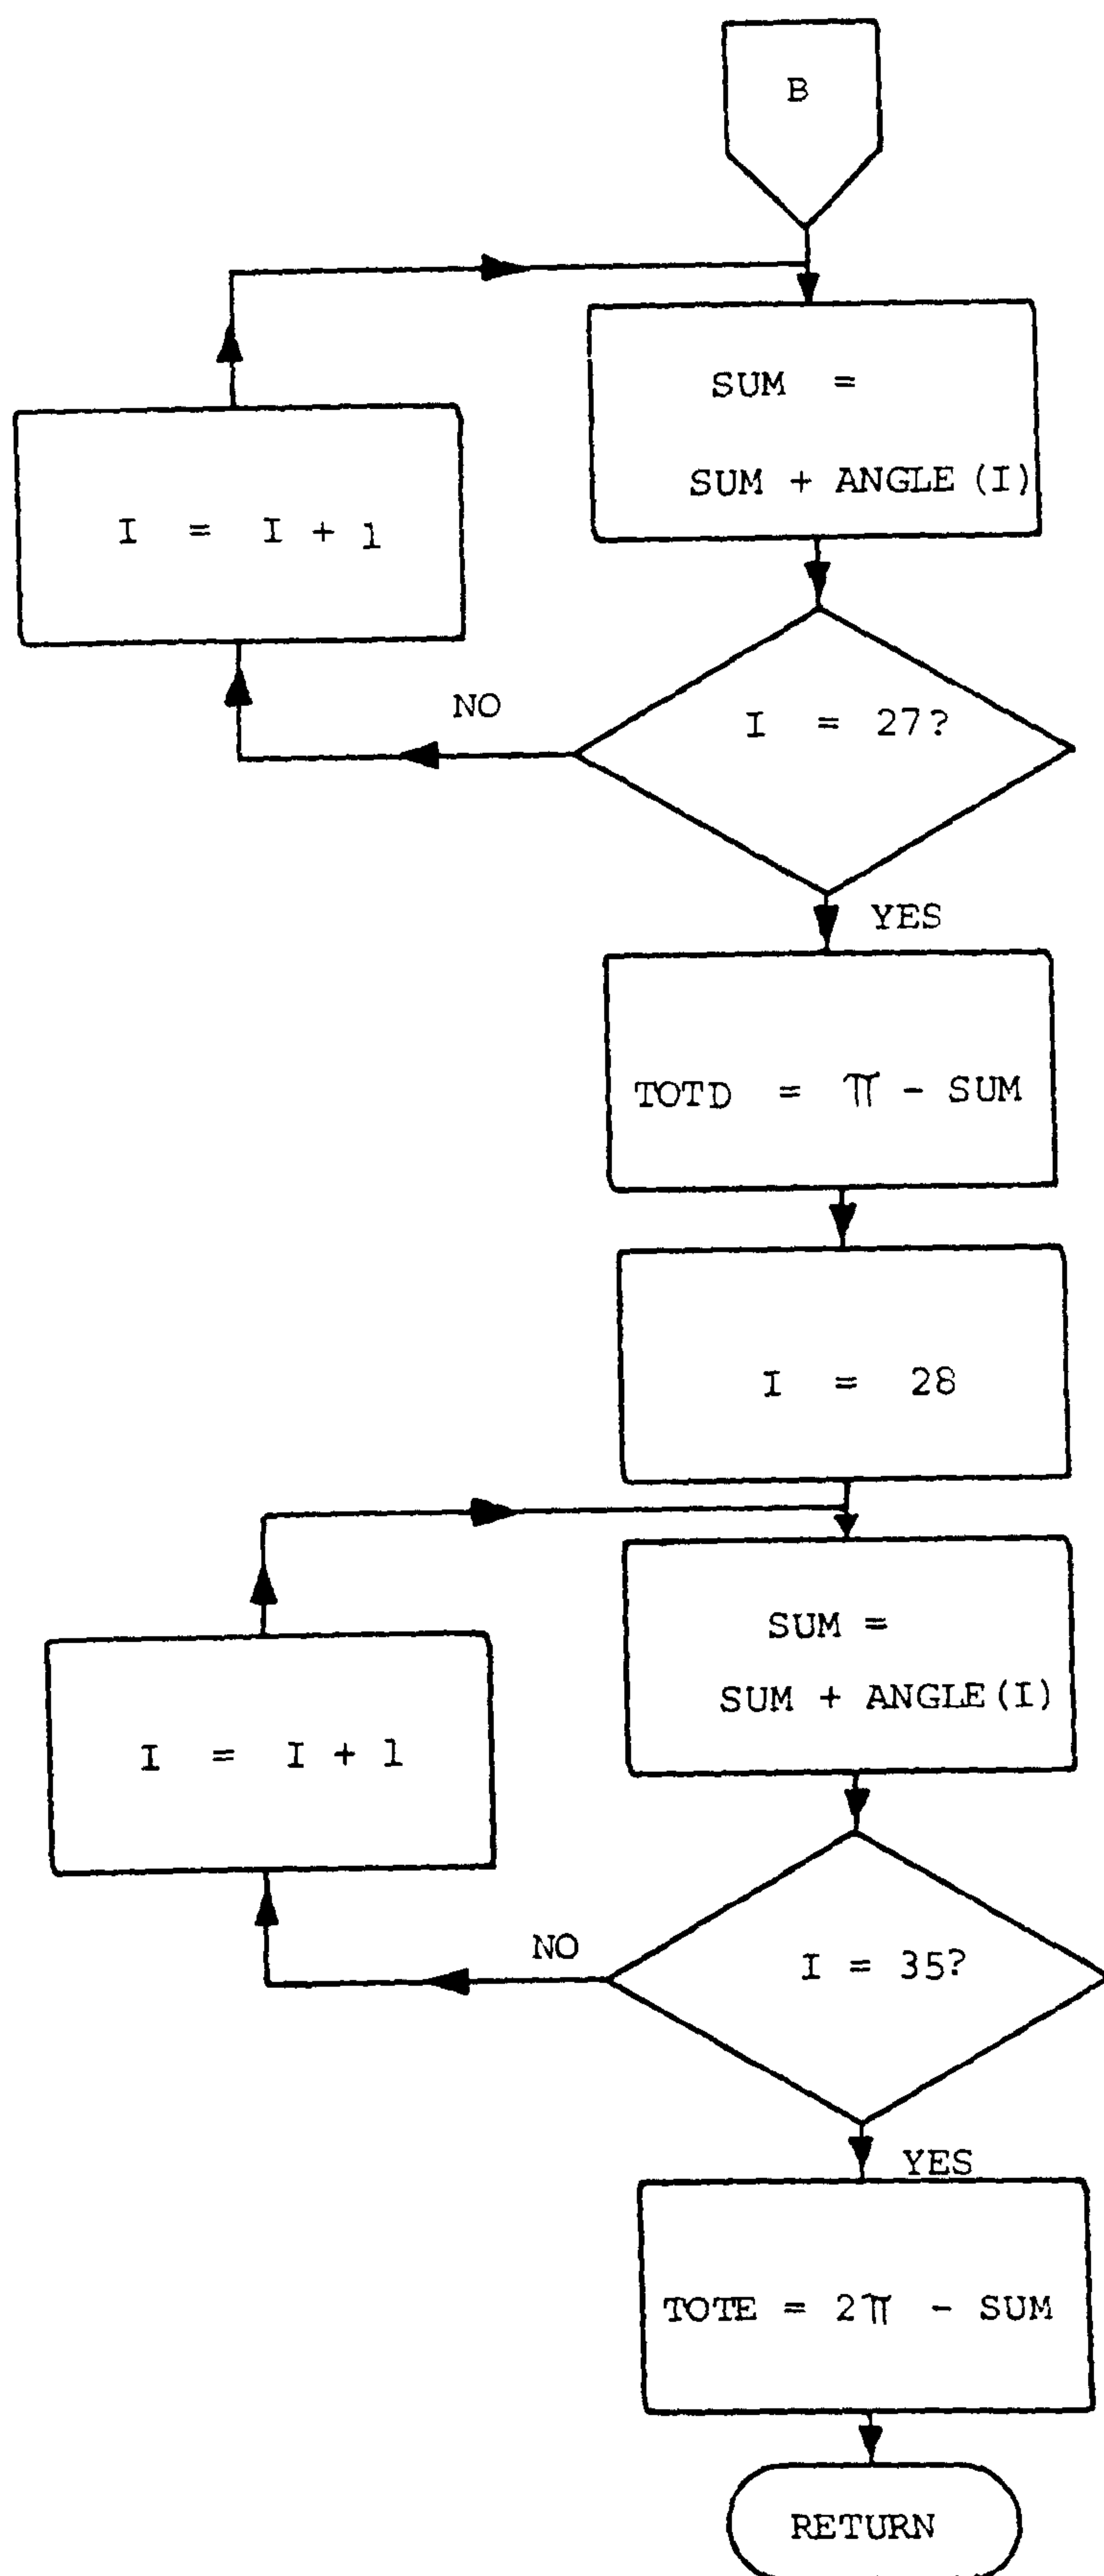 B
SUM =
SUM + ANGLE (I)
I = I + 1
I = 27?
NO
YES
TOTD = π - SUM
I = 28
SUM =
SUM + ANGLE (I)
I = I + 1
I = 35?
NO
YES
TOTE = 2π - SUM
RETURN